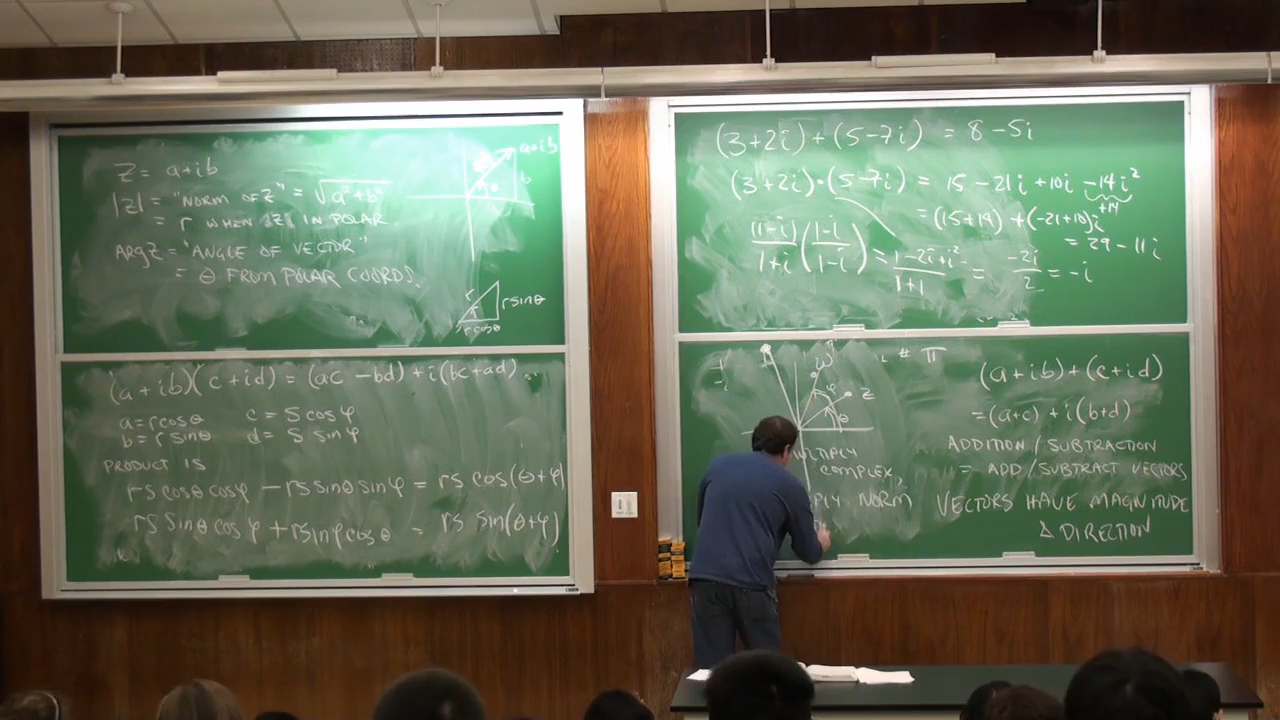 Z = a+ib
|Z| = "NORM OF Z" = √(a²+b²)
= r WHEN Z IS IN POLAR
ARG Z = "ANGLE OF VECTOR"
= θ FROM POLAR COORDS.
a+ib
b
θ
r
r sinθ
r cosθ
(a+ib)(c+id) = (ac-bd)+i(bc+ad)
a=r cosθ c=S cosφ
b=r sinθ d=S sinφ
PRODUCT IS
rs cosθ cosφ - rs sinθ sinφ = rs cos(θ+φ)
rs sinθ cosφ + r sinφ cosθ = rs sin(θ+φ)
(3+2i)+(5-7i) = 8-5i
(3+2i)·(5-7i) = 15-21i+10i-14i²
+14
=(15+14)+(-21+10)i
= 29-11i
(1-i)/(1+i) (1-i)/(1-i) = (1-2i+i²)/(1+1) = -2i/2 = -i
# π
W
φ
Z
θ
COMPLEX,
NORM
(a+ib)+(c+id)
=(a+c)+i(b+d)
ADDITION/SUBTRACTION
= ADD/SUBTRACT VECTORS
VECTORS HAVE MAGNITUDE
& DIRECTION